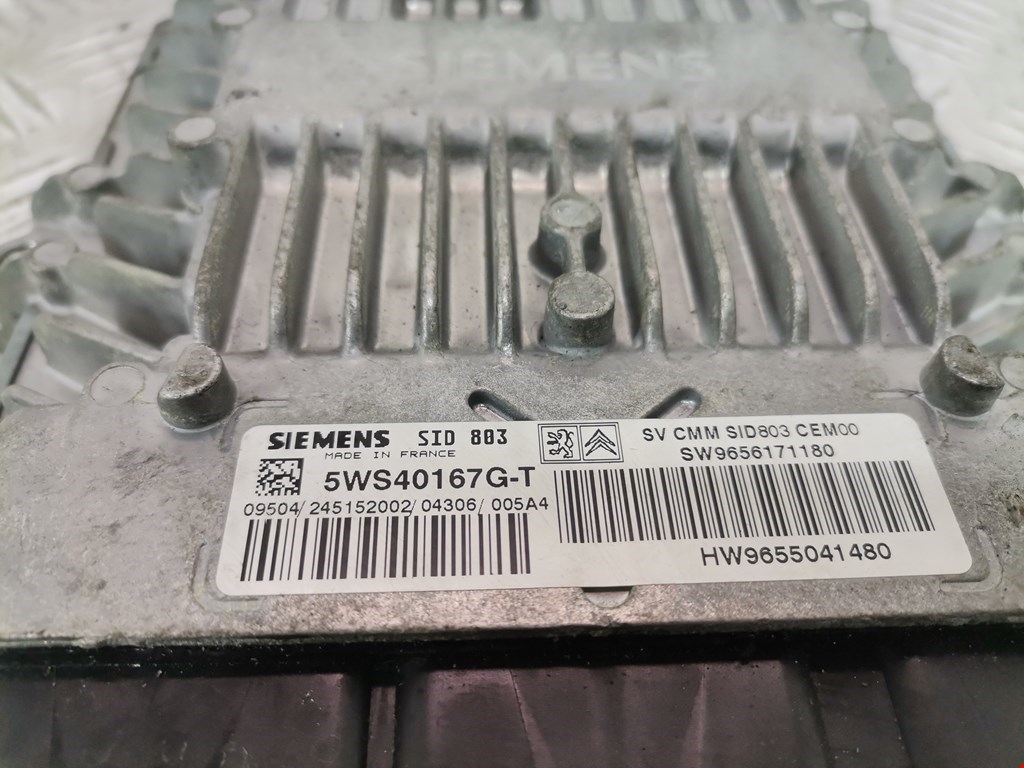 SIEMENS
SIEMENS SID 803
MADE IN FRANCE
5WS40167G-T
09504/245152002/04306/005A4
SV CMM SID803 CEM00
SW9656171180
HW9655041480